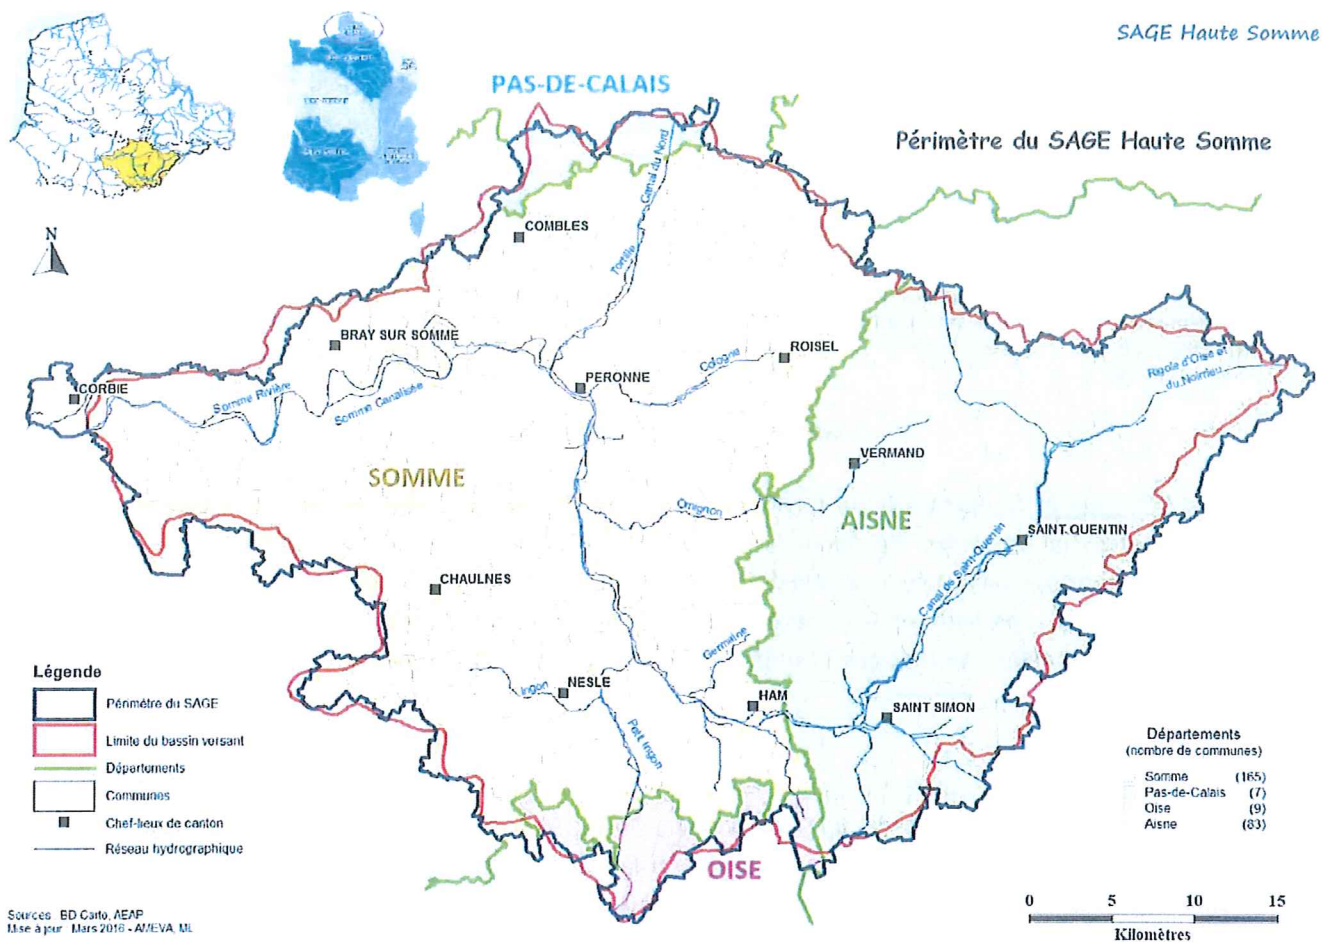 SAGE Haute Somme
PAS-DE-CALAIS
Périmètre du SAGE Haute Somme
N
Canal du Nord
COMBLES
Tortille
BRAY SUR SOMME
ROISEL
Cologne
Rigole d'Oise et
du Noirrieu
PERONNE
CORBIE
Somme Rivière
Somme Canalisée
VERMAND
SOMME
Omignon
AISNE
SAINT QUENTIN
Canal de Saint-Quentin
CHAULNES
Germaine
Légende
Ingon
NESLE
HAM
SAINT SIMON
Périmètre du SAGE
Petit Ingon
Limite du bassin versant
Départements
(nombre de communes)
Départements
Somme (165)
Communes
Pas-de-Calais (7)
Oise (9)
Chef-lieux de canton
Aisne (83)
Réseau hydrographique
OISE
0 5 10 15
Kilomètres
Sources : BD Carto, AEAP
Mise à jour : Mars 2016 - AMEVA, ML